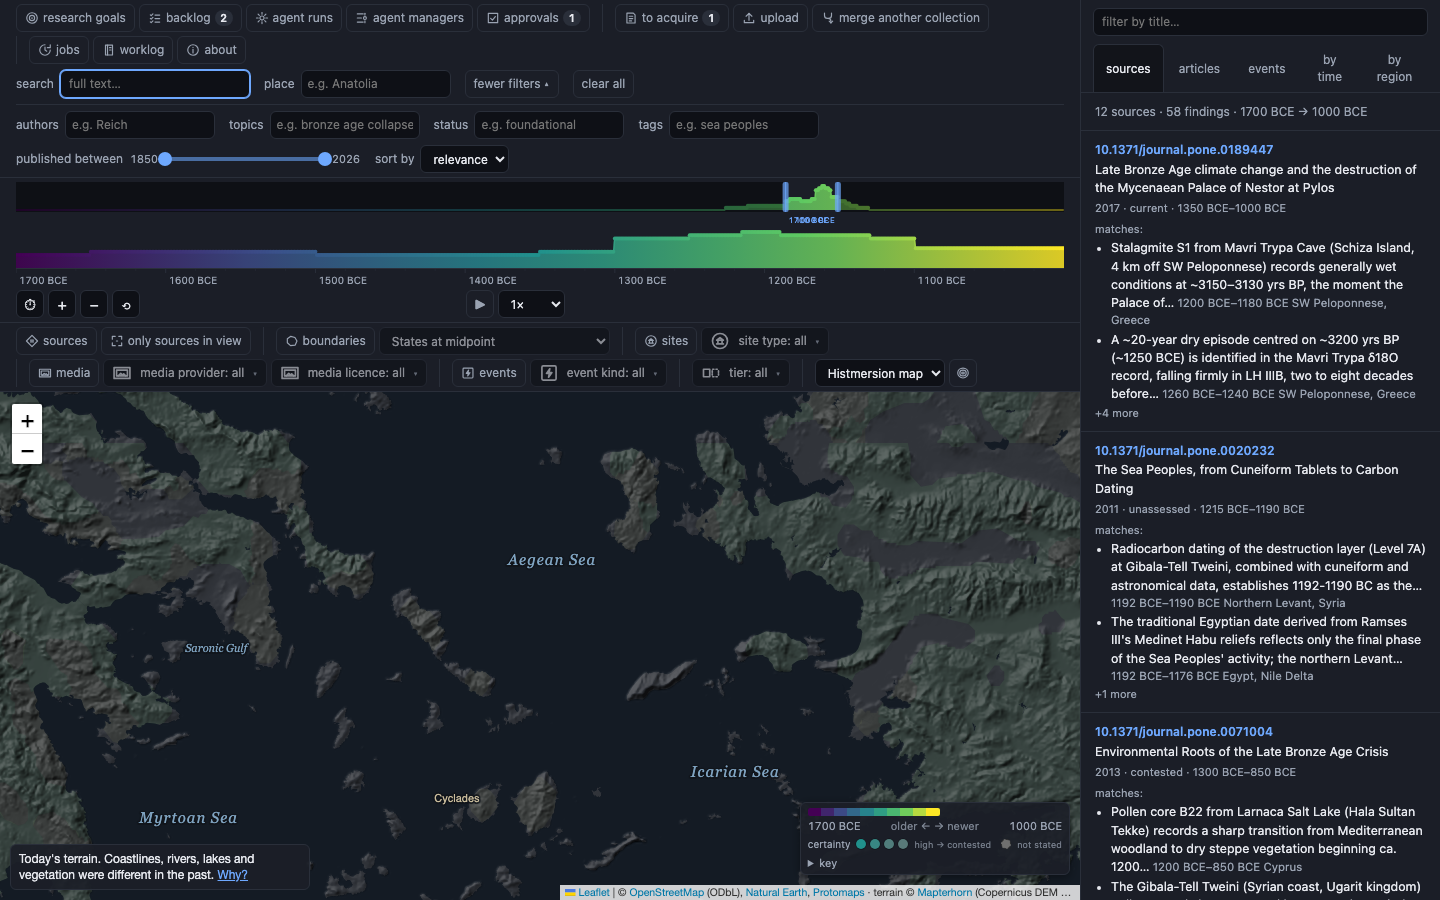 research goals
backlog 2
agent runs
agent managers
approvals 1
to acquire 1
upload
merge another collection
jobs
worklog
about
search full text...
place e.g. Anatolia
fewer filters
clear all
authors e.g. Reich
topics e.g. bronze age collapse
status e.g. foundational
tags e.g. sea peoples
published between 1850 2026
sort by relevance
1700 BCE 1600 BCE 1500 BCE 1400 BCE 1300 BCE 1200 BCE 1100 BCE
+ −
1×
sources
only sources in view
boundaries
States at midpoint
sites
site type: all
media
media provider: all
media licence: all
events
event kind: all
tier: all
Histmersion map
+
−
Aegean Sea
Saronic Gulf
Icarian Sea
Cyclades
Myrtoan Sea
Today's terrain. Coastlines, rivers, lakes and
vegetation were different in the past. Why?
1700 BCE older ← → newer 1000 BCE
certainty high → contested not stated
key
Leaflet | © OpenStreetMap (ODbL), Natural Earth, Protomaps · terrain © Mapterhorn (Copernicus DEM ...
filter by title...
sources
articles
events
by time
by region
12 sources · 58 findings · 1700 BCE → 1000 BCE
10.1371/journal.pone.0189447
Late Bronze Age climate change and the destruction of
the Mycenaean Palace of Nestor at Pylos
2017 · current · 1350 BCE–1000 BCE
matches:
• Stalagmite S1 from Mavri Trypa Cave (Schiza Island,
4 km off SW Peloponnese) records generally wet
conditions at ~3150–3130 yrs BP, the moment the
Palace of... 1200 BCE–1180 BCE SW Peloponnese,
Greece
• A ~20-year dry episode centred on ~3200 yrs BP
(~1250 BCE) is identified in the Mavri Trypa δ18O
record, falling firmly in LH IIIB, two to eight decades
before... 1260 BCE–1240 BCE SW Peloponnese, Greece
+4 more
10.1371/journal.pone.0020232
The Sea Peoples, from Cuneiform Tablets to Carbon
Dating
2011 · unassessed · 1215 BCE–1190 BCE
matches:
• Radiocarbon dating of the destruction layer (Level 7A)
at Gibala-Tell Tweini, combined with cuneiform and
astronomical data, establishes 1192-1190 BC as the...
1192 BCE–1190 BCE Northern Levant, Syria
• The traditional Egyptian date derived from Ramses
III's Medinet Habu reliefs reflects only the final phase
of the Sea Peoples' activity; the northern Levant...
1192 BCE–1176 BCE Egypt, Nile Delta
+1 more
10.1371/journal.pone.0071004
Environmental Roots of the Late Bronze Age Crisis
2013 · contested · 1300 BCE–850 BCE
matches:
• Pollen core B22 from Larnaca Salt Lake (Hala Sultan
Tekke) records a sharp transition from Mediterranean
woodland to dry steppe vegetation beginning ca.
1200... 1200 BCE–850 BCE Cyprus
• The Gibala-Tell Tweini (Syrian coast, Ugarit kingdom)